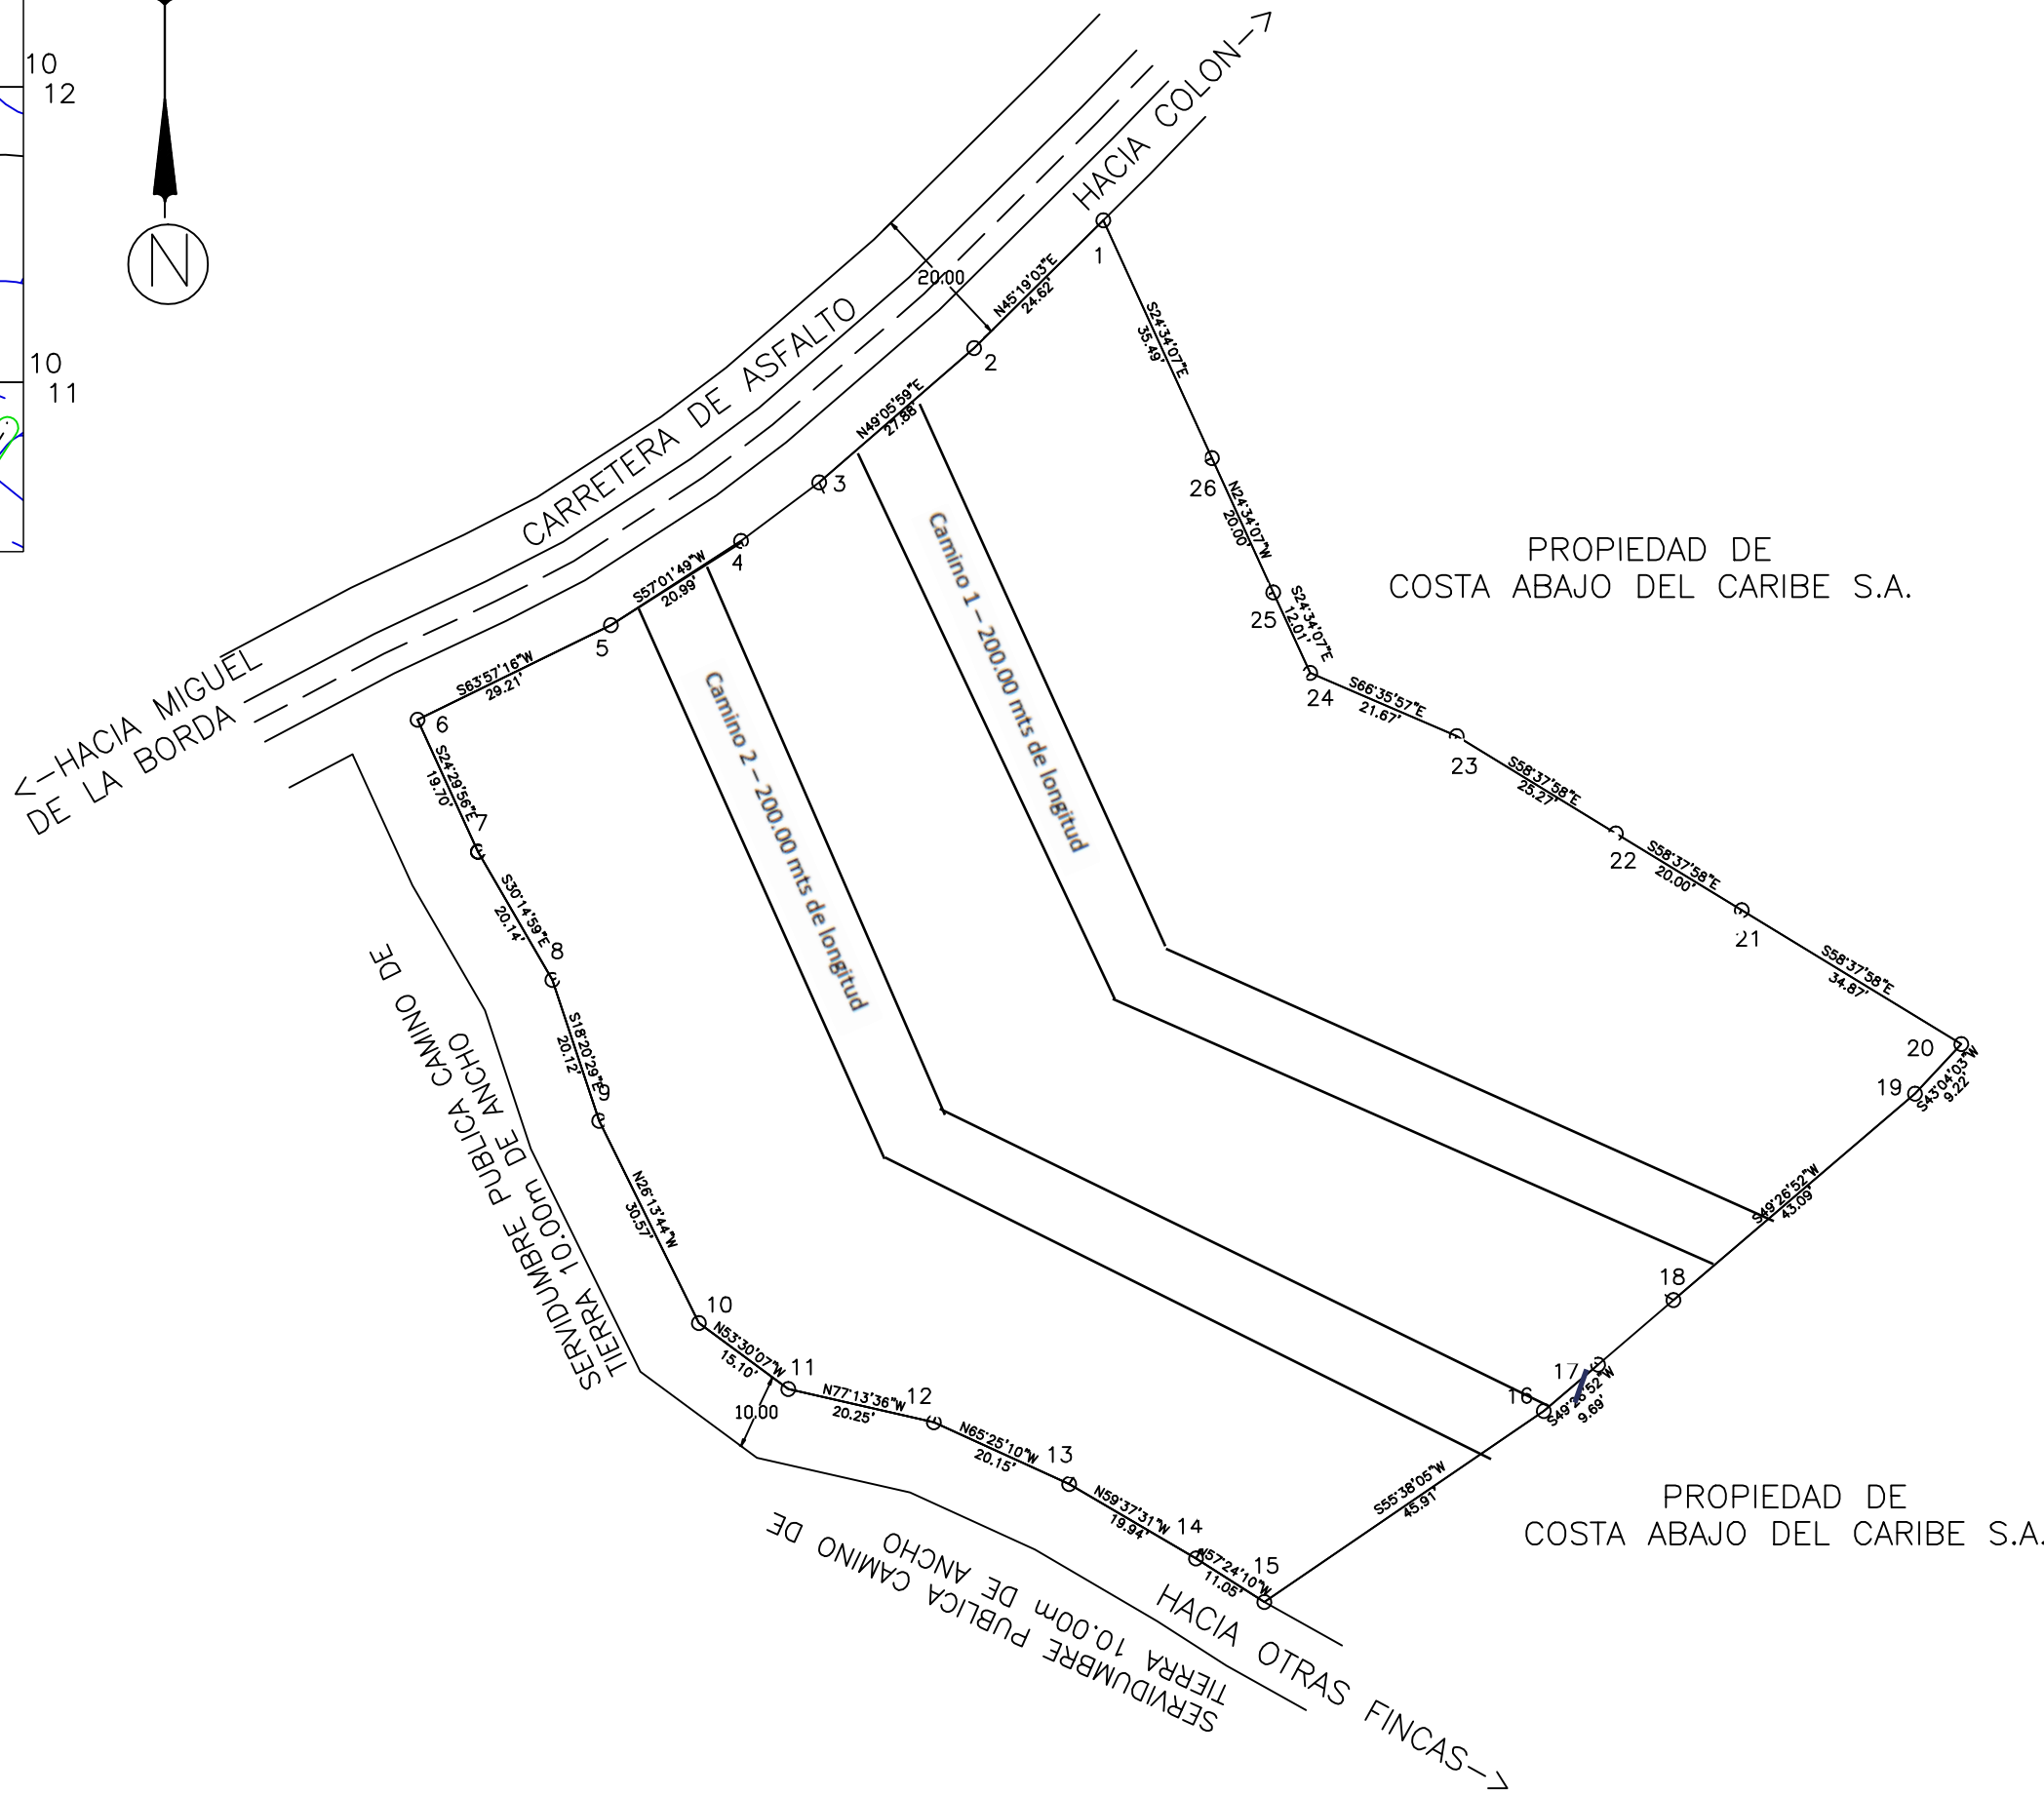 10
12
10
11
N
HACIA COLON-->
20.00
CARRETERA DE ASFALTO
<--HACIA MIGUEL
DE LA BORDA
1
N45°19'03"E
24.62'
2
N49°05'59"E
27.88'
3
4
S57°01'49"W
20.99'
5
S63°57'16"W
29.21'
6
S24°29'56"E
19.70'
S30°14'59"E
20.14'
8
S18°20'29"E
20.12'
9
N26°13'44"W
30.57'
10
N53°30'07"W
15.10'
11
10.00
N77°13'36"W
20.25'
12
N65°25'10"W
20.15'
13
N59°37'31"W
19.94'
14
N57°24'10"W
11.05'
15
S55°38'05"W
45.91'
16
S49°26'52"W
9.69'
17
18
S49°26'52"W
43.09'
19
S43°04'03"W
9.22'
20
S58°37'58"E
34.87'
21
S58°37'58"E
20.00'
22
S58°37'58"E
25.27'
23
S66°35'57"E
21.67'
24
S24°34'07"E
12.01'
25
N24°34'07"W
20.00'
26
S24°34'07"E
35.49'
Camino 1 – 200.00 mts de longitud
Camino 2 – 200.00 mts de longitud
PROPIEDAD DE
COSTA ABAJO DEL CARIBE S.A.
PROPIEDAD DE
COSTA ABAJO DEL CARIBE S.A.
SERVIDUMBRE PUBLICA CAMINO DE
TIERRA 10.00m DE ANCHO
SERVIDUMBRE PUBLICA CAMINO DE
TIERRA 10.00m DE ANCHO
HACIA OTRAS FINCAS-->